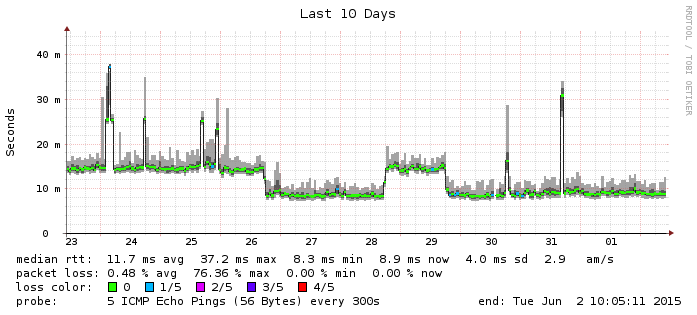 Last 10 Days
RRDTOOL / TOBI OETIKER
Seconds
40 m
30 m
20 m
10 m
0
23 24 25 26 27 28 29 30 31 01
median rtt: 11.7 ms avg 37.2 ms max 8.3 ms min 8.9 ms now 4.0 ms sd 2.9 am/s
packet loss: 0.48 % avg 76.36 % max 0.00 % min 0.00 % now
loss color: 0 1/5 2/5 3/5 4/5
probe: 5 ICMP Echo Pings (56 Bytes) every 300s end: Tue Jun 2 10:05:11 2015